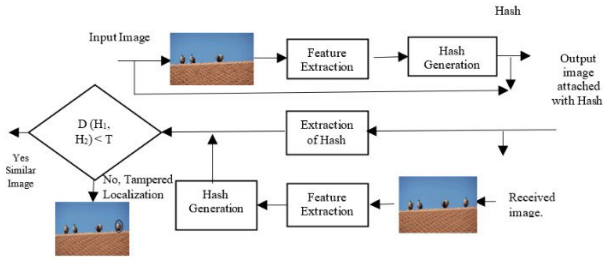 Hash
Input Image
Feature
Extraction
Hash
Generation
Output
image
attached
with Hash
D (H₁,
H₂) < T
Extraction
of Hash
Yes
Similar
Image
No, Tampered
Localization
Hash
Generation
Feature
Extraction
Received
image.